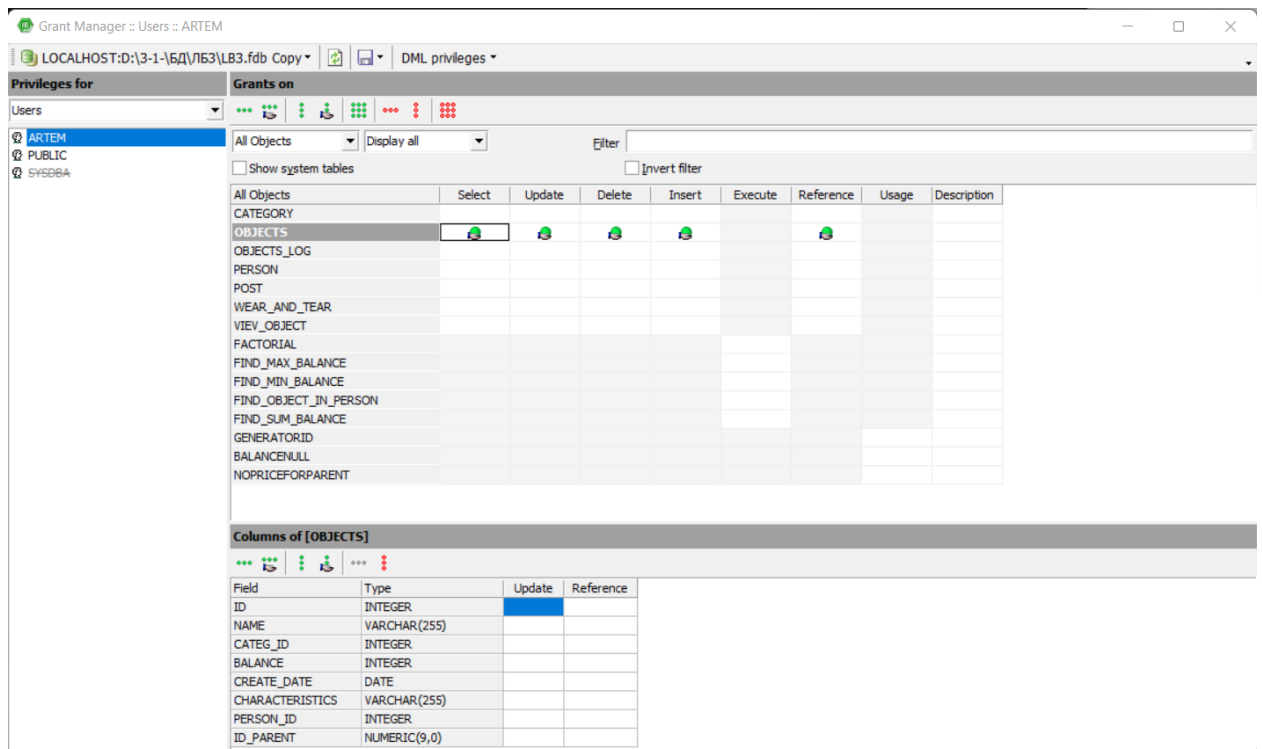 Grant Manager :: Users :: ARTEM
LOCALHOST:D:\3-1-\БД\ЛБ3\LB3.fdb Copy DML privileges
Privileges for
Grants on
Users
ARTEM
PUBLIC
SYSDBA
All Objects Display all Filter
Show system tables Invert filter
All Objects Select Update Delete Insert Execute Reference Usage Description
CATEGORY
OBJECTS
OBJECTS_LOG
PERSON
POST
WEAR_AND_TEAR
VIEV_OBJECT
FACTORIAL
FIND_MAX_BALANCE
FIND_MIN_BALANCE
FIND_OBJECT_IN_PERSON
FIND_SUM_BALANCE
GENERATORID
BALANCENULL
NOPRICEFORPARENT
Columns of [OBJECTS]
Field Type Update Reference
ID INTEGER
NAME VARCHAR(255)
CATEG_ID INTEGER
BALANCE INTEGER
CREATE_DATE DATE
CHARACTERISTICS VARCHAR(255)
PERSON_ID INTEGER
ID_PARENT NUMERIC(9,0)